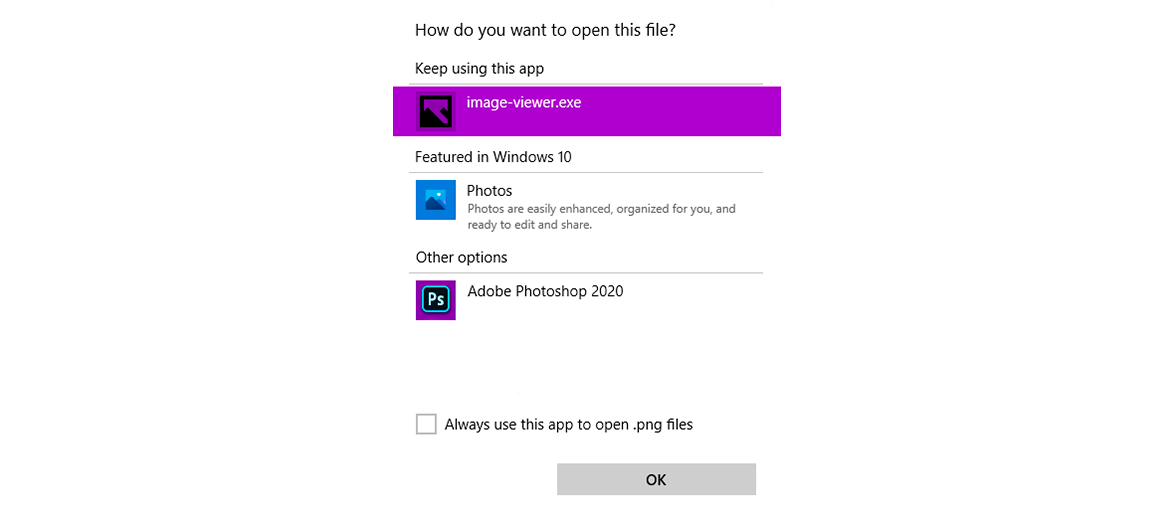 How do you want to open this file?
Keep using this app
image-viewer.exe
Featured in Windows 10
Photos
Photos are easily enhanced, organized for you, and
ready to edit and share.
Other options
Ps
Adobe Photoshop 2020
Always use this app to open .png files
OK